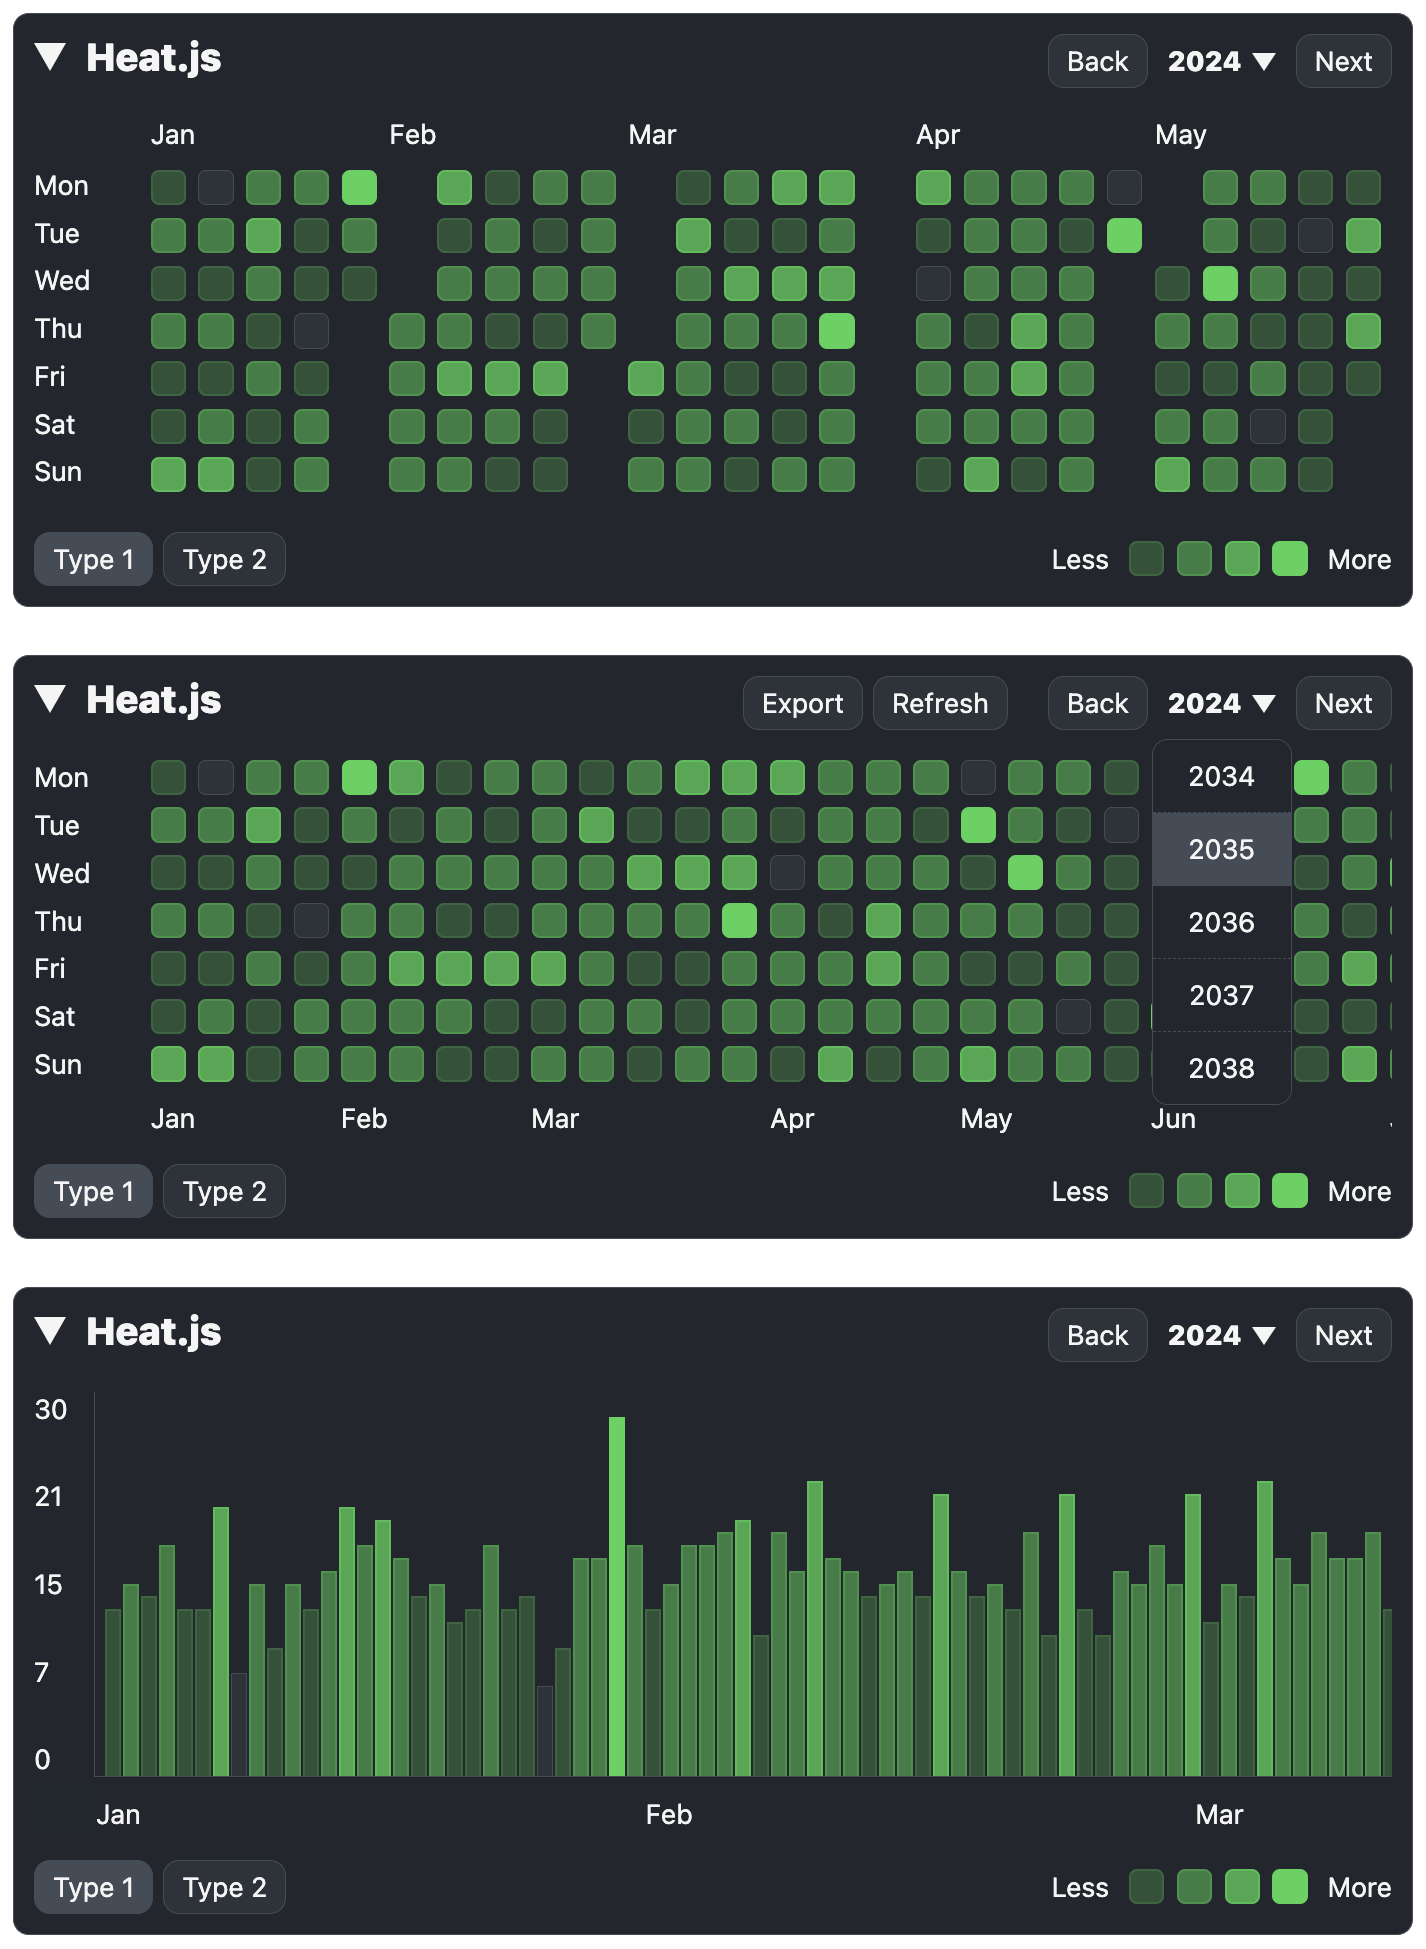 ▼ Heat.js Back 2024 ▼ Next
Jan Feb Mar Apr May
Mon
Tue
Wed
Thu
Fri
Sat
Sun
Type 1 Type 2 Less More
▼ Heat.js Export Refresh Back 2024 ▼ Next
Mon 2034
Tue
2035
Wed
Thu 2036
Fri
2037
Sat
Sun 2038
Jan Feb Mar Apr May Jun
Type 1 Type 2 Less More
▼ Heat.js Back 2024 ▼ Next
30
21
15
7
0
Jan Feb Mar
Type 1 Type 2 Less More